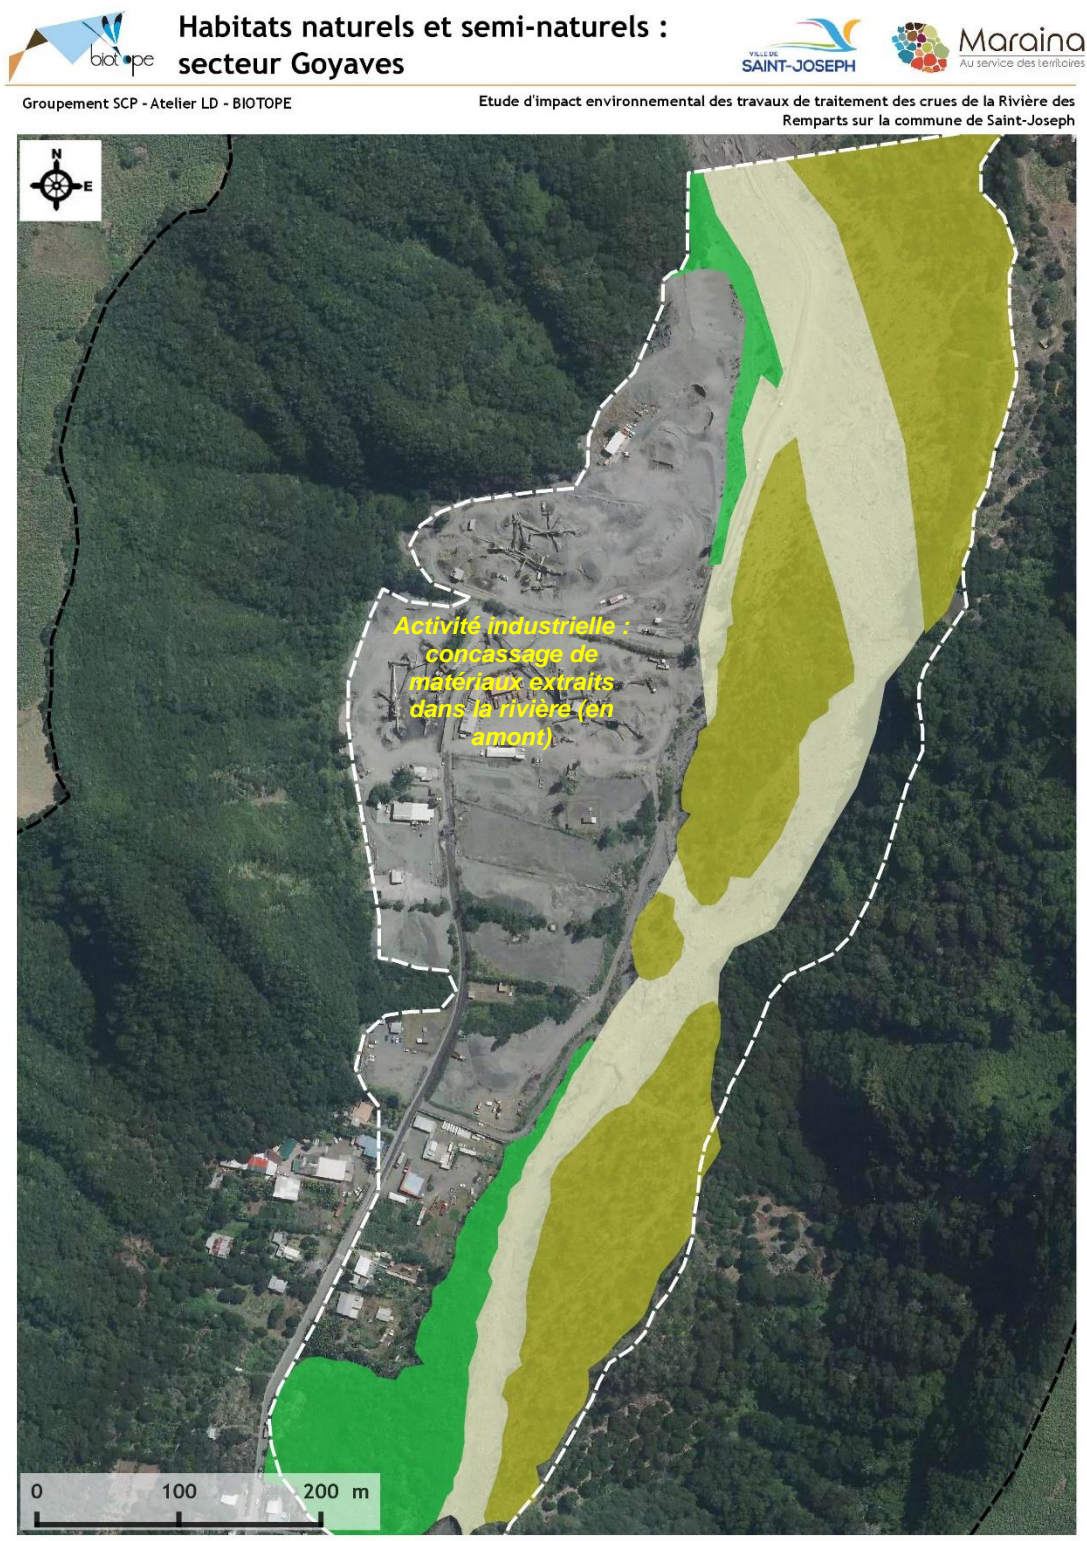 biotope
Habitats naturels et semi-naturels :
secteur Goyaves
VILLE DE
SAINT-JOSEPH
Maraina
Au service des territoires
Groupement SCP - Atelier LD - BIOTOPE
Etude d'impact environnemental des travaux de traitement des crues de la Rivière des
Remparts sur la commune de Saint-Joseph
N
E
Activité industrielle :
concassage de
matériaux extraits
dans la rivière (en
amont)
0 100 200 m